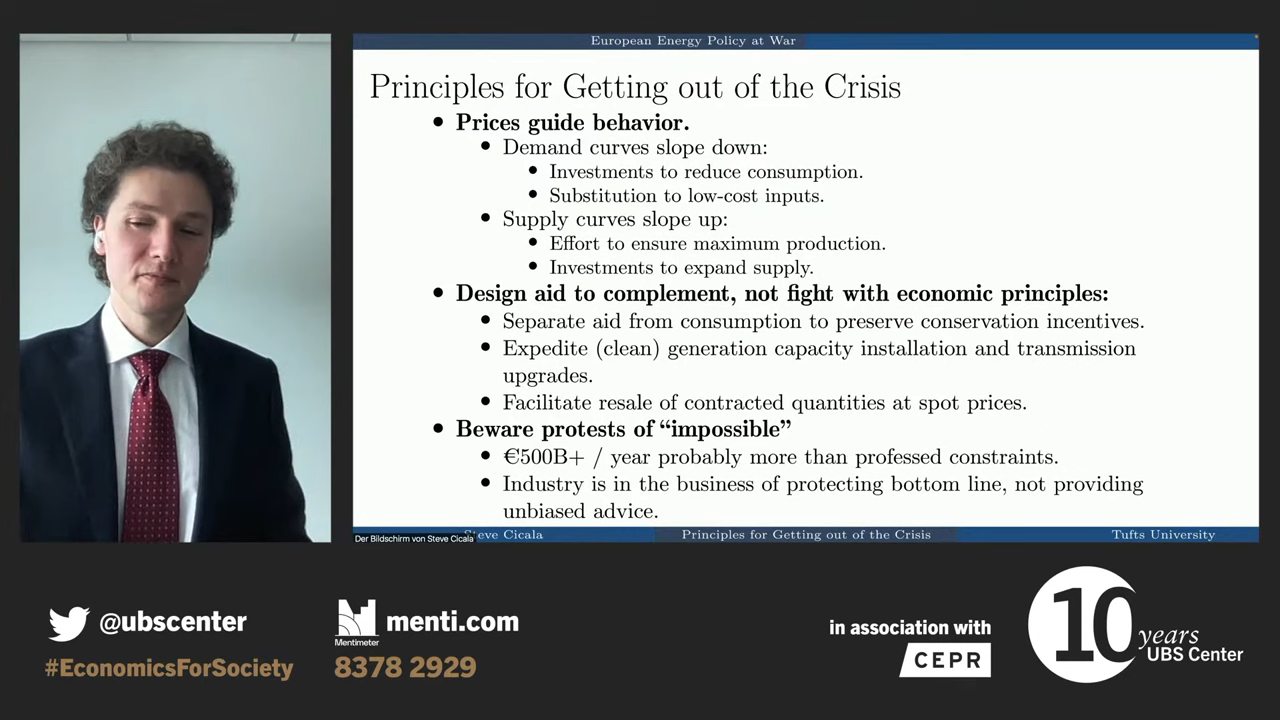 European Energy Policy at War
Principles for Getting out of the Crisis
• Prices guide behavior.
• Demand curves slope down:
• Investments to reduce consumption.
• Substitution to low-cost inputs.
• Supply curves slope up:
• Effort to ensure maximum production.
• Investments to expand supply.
• Design aid to complement, not fight with economic principles:
• Separate aid from consumption to preserve conservation incentives.
• Expedite (clean) generation capacity installation and transmission
upgrades.
• Facilitate resale of contracted quantities at spot prices.
• Beware protests of “impossible”
• €500B+ / year probably more than professed constraints.
• Industry is in the business of protecting bottom line, not providing
unbiased advice.
Der Bildschirm von Steve Cicala
eve Cicala
Principles for Getting out of the Crisis
Tufts University
@ubscenter
#EconomicsForSociety
Mentimeter
menti.com
8378 2929
in association with
CEPR
10 years
UBS Center